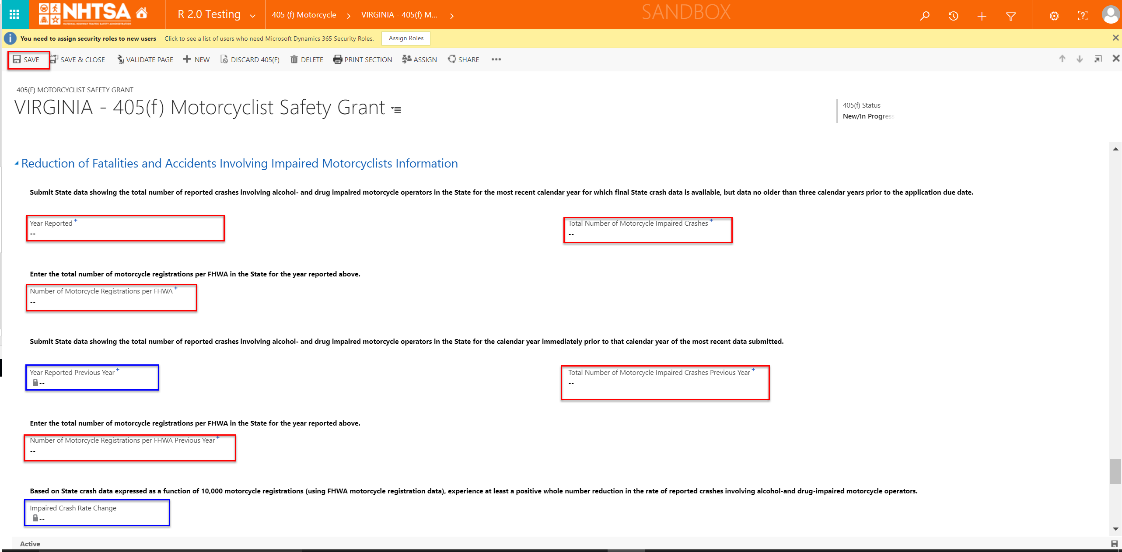 NHTSA
R 2.0 Testing
405 (f) Motorcycle
VIRGINIA - 405(f) M...
SANDBOX
You need to assign security roles to new users Click to see a list of users who need Microsoft Dynamics 365 Security Roles. Assign Roles
SAVE
SAVE & CLOSE
VALIDATE PAGE
NEW
DISCARD 405(F)
DELETE
PRINT SECTION
ASSIGN
SHARE
405(F) MOTORCYCLIST SAFETY GRANT
VIRGINIA - 405(f) Motorcyclist Safety Grant
405(f) Status
New/In Progress
Reduction of Fatalities and Accidents Involving Impaired Motorcyclists Information
Submit State data showing the total number of reported crashes involving alcohol- and drug impaired motorcycle operators in the State for the most recent calendar year for which final State crash data is available, but data no older than three calendar years prior to the application due date.
Year Reported *
--
Total Number of Motorcycle Impaired Crashes *
--
Enter the total number of motorcycle registrations per FHWA in the State for the year reported above.
Number of Motorcycle Registrations per FHWA *
--
Submit State data showing the total number of reported crashes involving alcohol- and drug impaired motorcycle operators in the State for the calendar year immediately prior to that calendar year of the most recent data submitted.
Year Reported Previous Year *
--
Total Number of Motorcycle Impaired Crashes Previous Year *
--
Enter the total number of motorcycle registrations per FHWA in the State for the year reported above.
Number of Motorcycle Registrations per FHWA Previous Year *
--
Based on State crash data expressed as a function of 10,000 motorcycle registrations (using FHWA motorcycle registration data), experience at least a positive whole number reduction in the rate of reported crashes involving alcohol-and drug-impaired motorcycle operators.
Impaired Crash Rate Change
--
Active